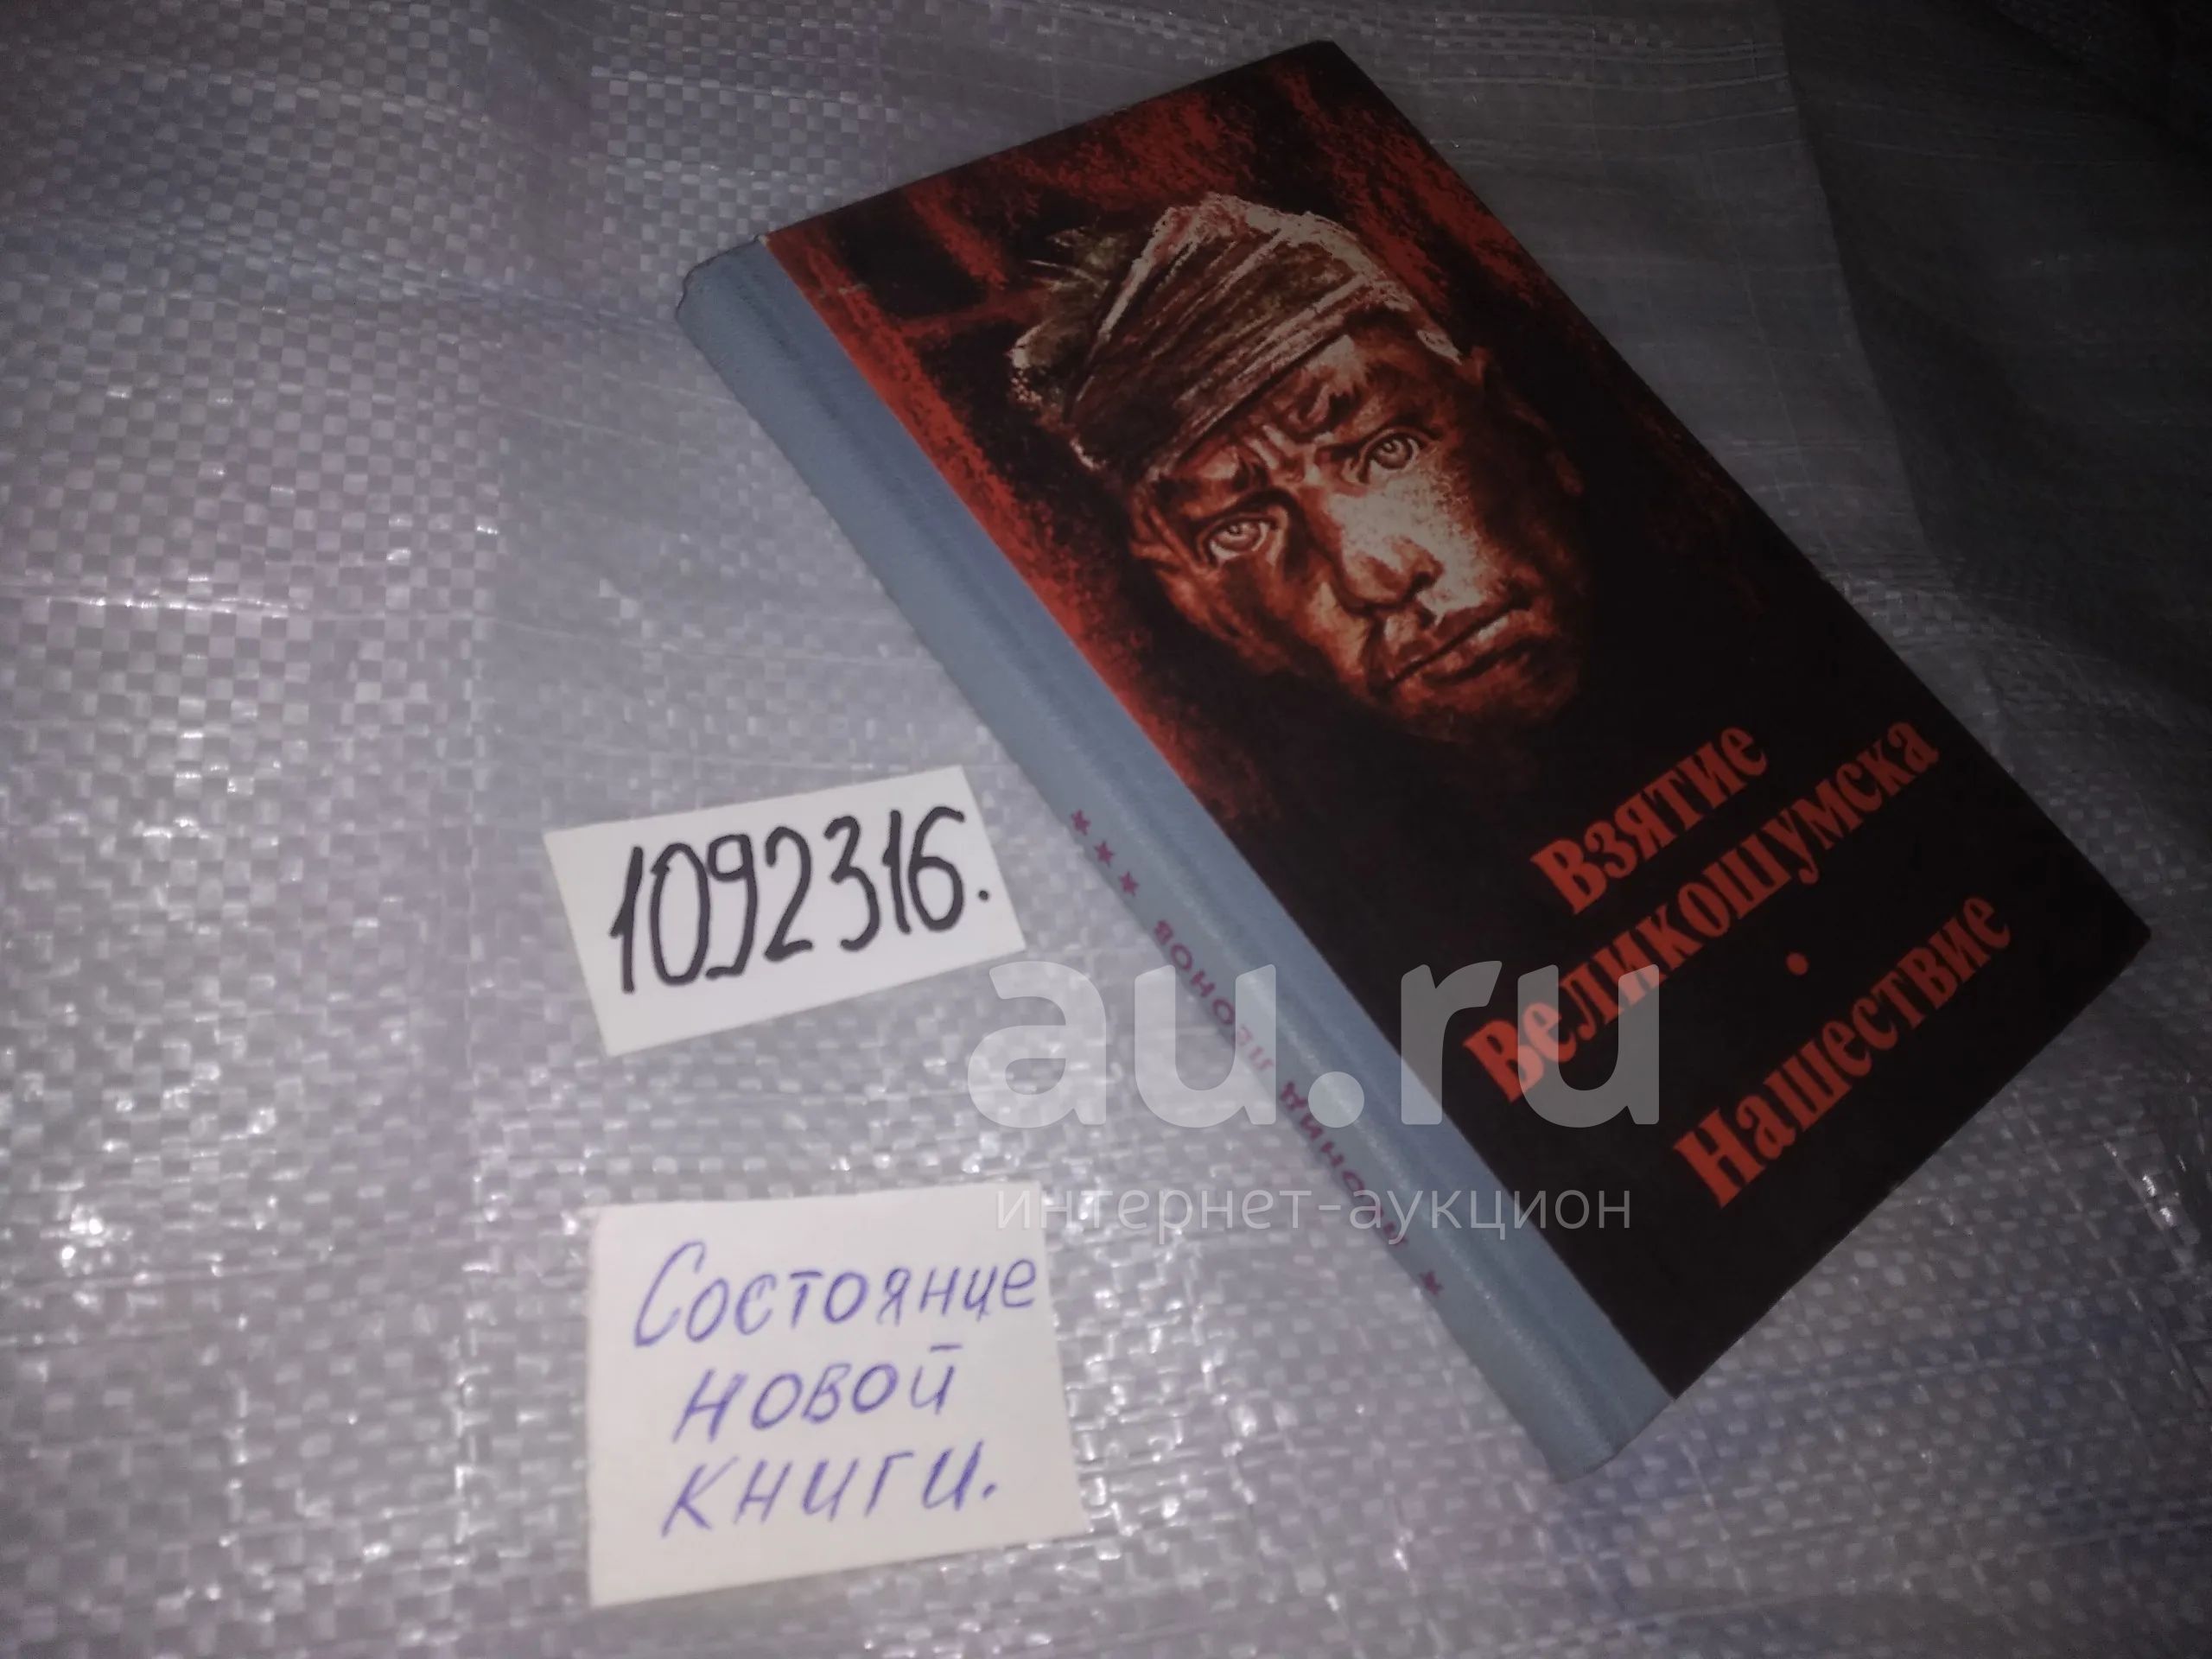 Взятие
Великошумска
•
Нашествие
★ ★ ★ ★ ЛЕОНИД ЛЕОНОВ ★
1092316.
Состояние
новой
книги.
au.ru
интернет-аукцион